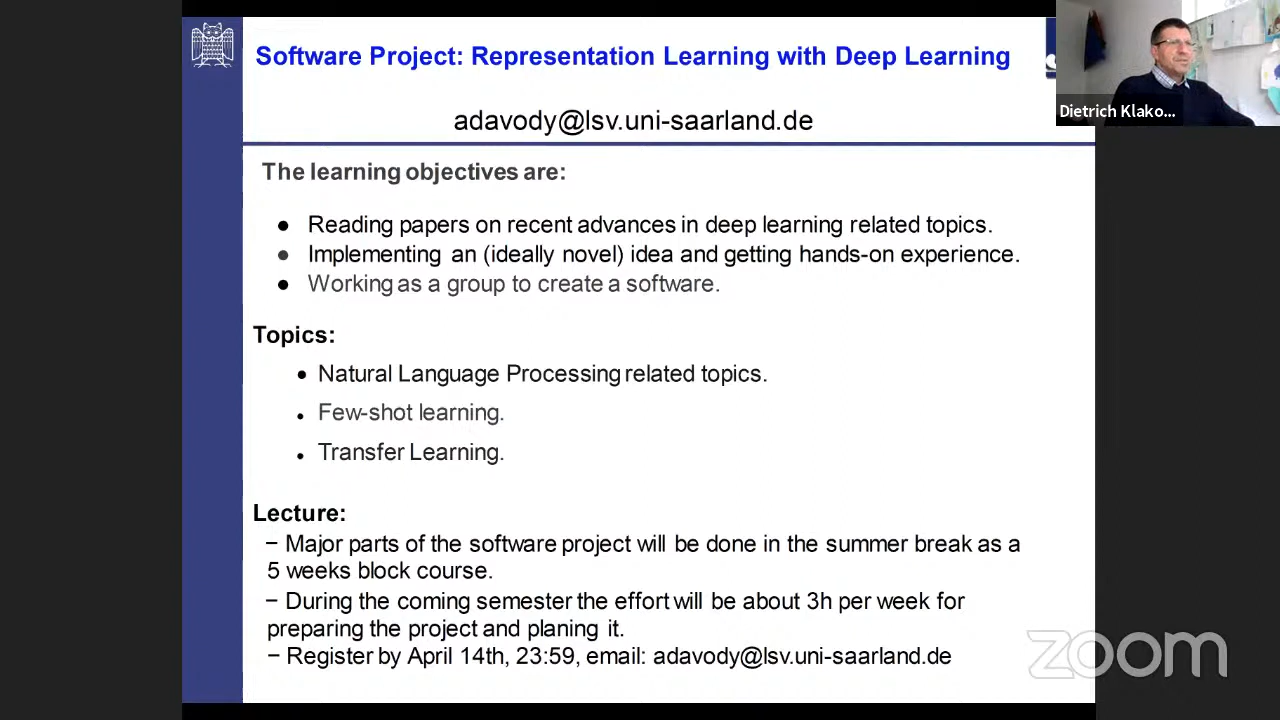 Software Project: Representation Learning with Deep Learning
adavody@lsv.uni-saarland.de
Dietrich Klako...
The learning objectives are:
● Reading papers on recent advances in deep learning related topics.
● Implementing an (ideally novel) idea and getting hands-on experience.
● Working as a group to create a software.
Topics:
• Natural Language Processing related topics.
• Few-shot learning.
• Transfer Learning.
Lecture:
– Major parts of the software project will be done in the summer break as a
5 weeks block course.
– During the coming semester the effort will be about 3h per week for
preparing the project and planing it.
– Register by April 14th, 23:59, email: adavody@lsv.uni-saarland.de
zoom